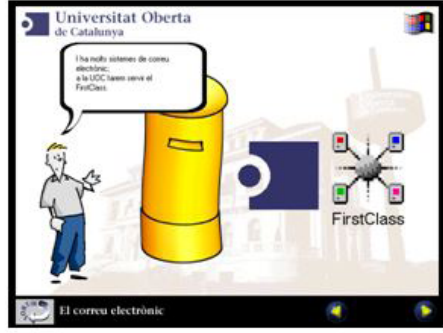 Universitat Oberta
de Catalunya
I ha molts sistemes de correu
electrònic;
a la UOC farem servir el
FirstClass.
FirstClass
El correu electrònic